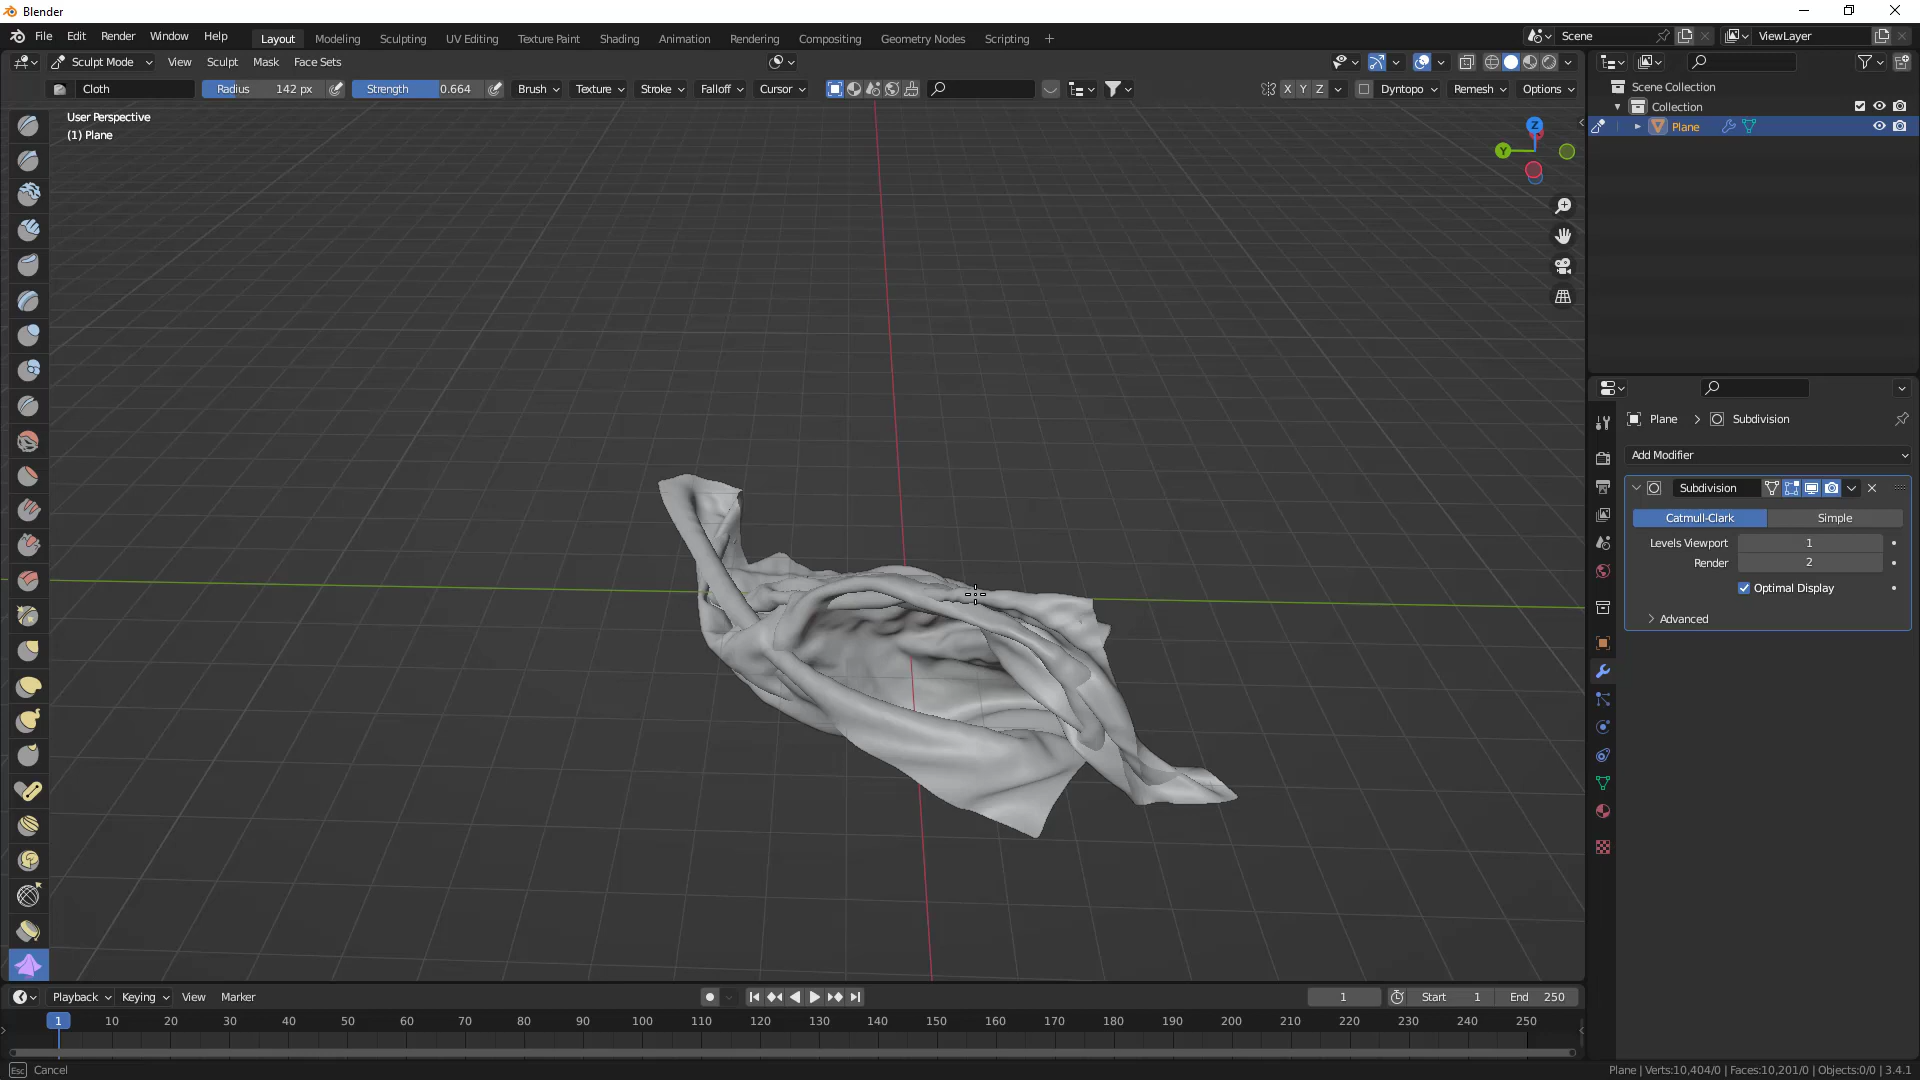 Blender
File Edit Render Window Help Layout Modeling Sculpting UV Editing Texture Paint Shading Animation Rendering Compositing Geometry Nodes Scripting + Scene ViewLayer
Sculpt Mode View Sculpt Mask Face Sets
Cloth Radius 142 px Strength 0.664 Brush Texture Stroke Falloff Cursor X Y Z Dyntopo Remesh Options
User Perspective
(1) Plane
Z
Y
Scene Collection
Collection
Plane
Plane > Subdivision
Add Modifier
Subdivision
Catmull-Clark Simple
Levels Viewport 1
Render 2
Optimal Display
Advanced
Playback Keying View Marker 1 Start 1 End 250
1 10 20 30 40 50 60 70 80 90 100 110 120 130 140 150 160 170 180 190 200 210 220 230 240 250
Esc Cancel
Plane | Verts:10,404/0 | Faces:10,201/0 | Objects:0/0 | 3.4.1